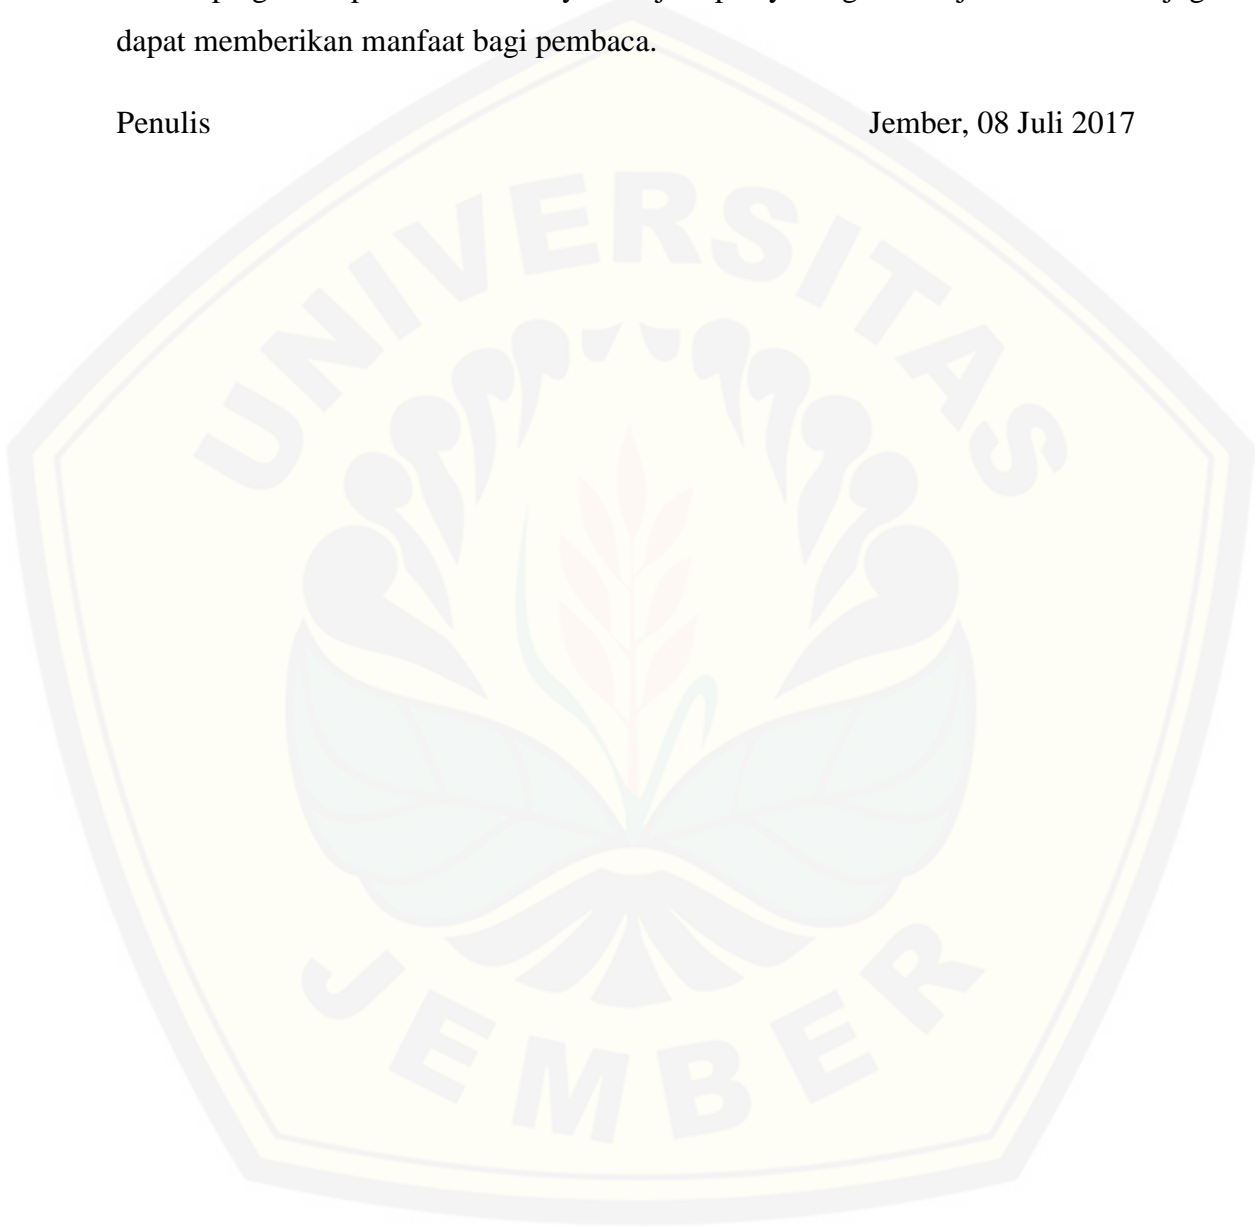 dapat memberikan manfaat bagi pembaca.
Penulis Jember, 08 Juli 2017
UNIVERSITAS
JEMBER